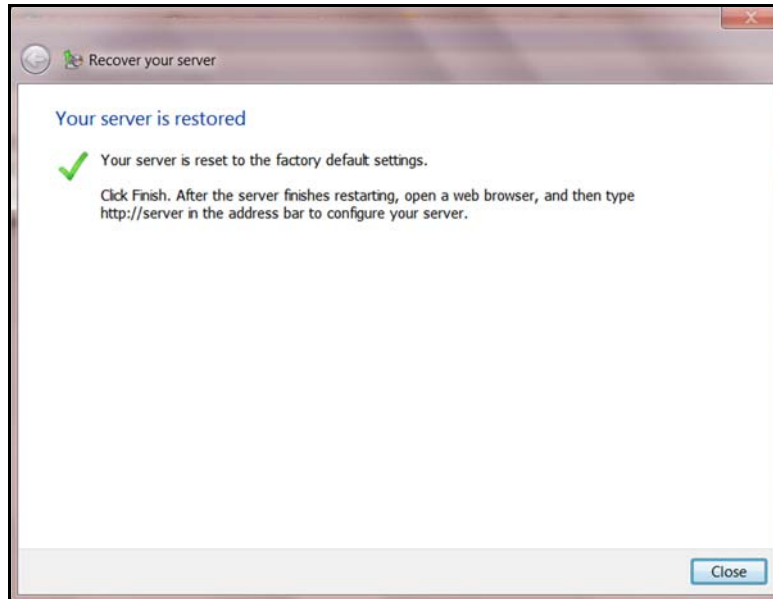 Recover your server
Your server is restored
Your server is reset to the factory default settings.
Click Finish. After the server finishes restarting, open a web browser, and then type
http://server in the address bar to configure your server.
Close